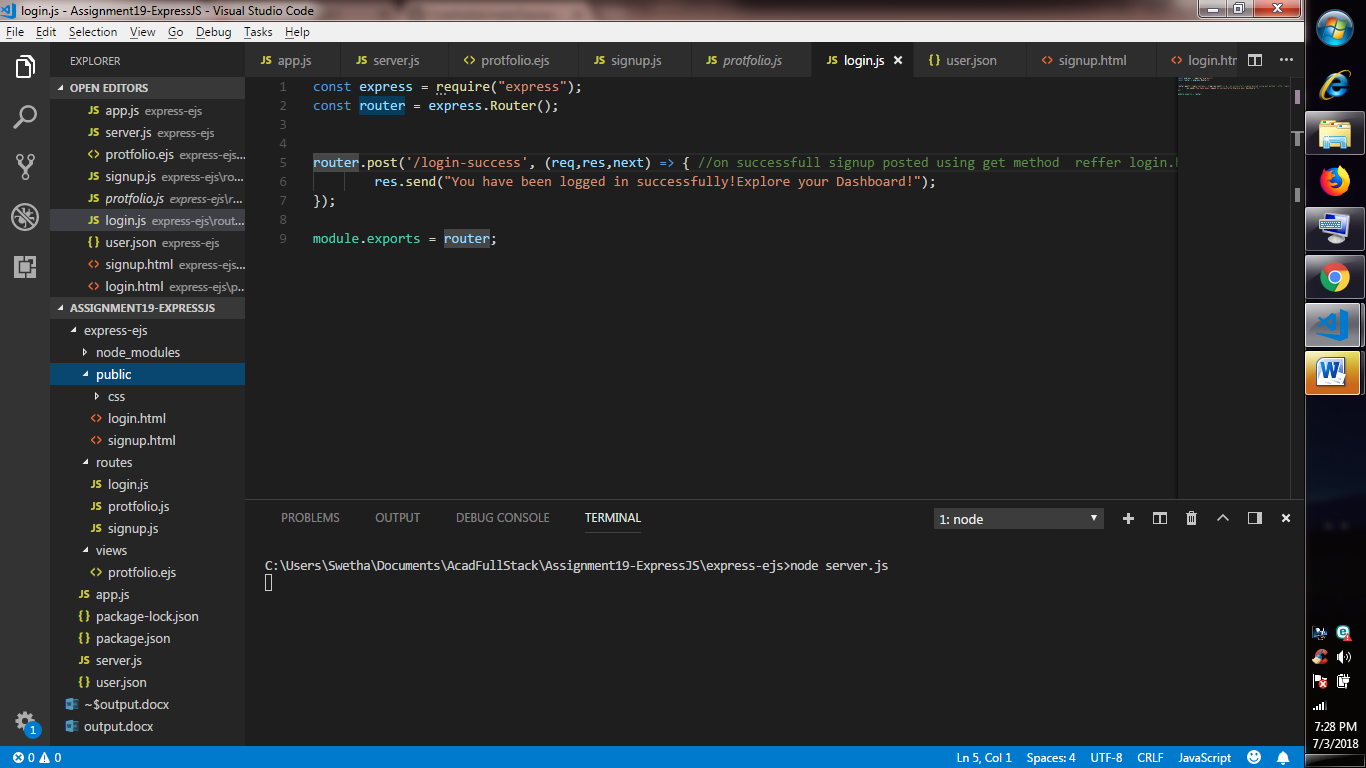 login.js - Assignment19-ExpressJS - Visual Studio Code
File Edit Selection View Go Debug Tasks Help
EXPLORER
OPEN EDITORS
JS app.js express-ejs
JS server.js express-ejs
<> protfolio.ejs express-ejs...
JS signup.js express-ejs\ro...
JS protfolio.js express-ejs\r...
JS login.js express-ejs\rout...
{} user.json express-ejs
<> signup.html express-ejs...
<> login.html express-ejs\p...
ASSIGNMENT19-EXPRESSJS
express-ejs
node_modules
public
css
<> login.html
<> signup.html
routes
JS login.js
JS protfolio.js
JS signup.js
views
<> protfolio.ejs
JS app.js
{} package-lock.json
{} package.json
JS server.js
{} user.json
~$output.docx
output.docx
1
JS app.js JS server.js <> protfolio.ejs JS signup.js JS protfolio.js JS login.js {} user.json <> signup.html <> login.htm
1 const express = require("express");
2 const router = express.Router();
3
4
5 router.post('/login-success', (req,res,next) => { //on successfull signup posted using get method  reffer login.h
6 res.send("You have been logged in successfully!Explore your Dashboard!");
7 });
8
9 module.exports = router;
PROBLEMS OUTPUT DEBUG CONSOLE TERMINAL 1: node
C:\Users\Swetha\Documents\AcadFullStack\Assignment19-ExpressJS\express-ejs>node server.js
0 0 Ln 5, Col 1 Spaces: 4 UTF-8 CRLF JavaScript
W
7:28 PM
7/3/2018